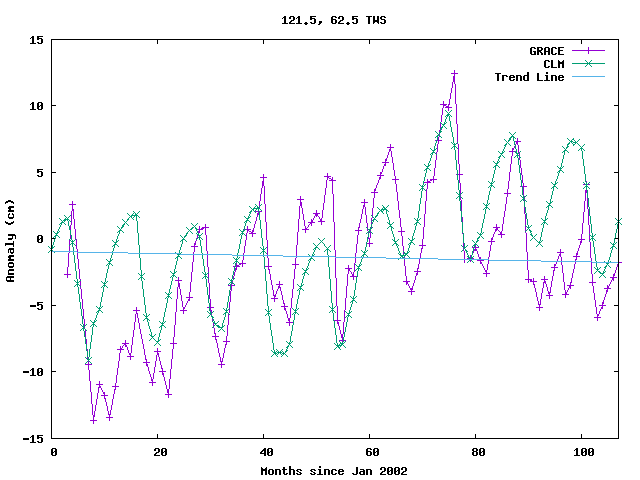 121.5, 62.5 TWS
GRACE
CLM
Trend Line
15
10
5
0
-5
-10
-15
Anomaly (cm)
0 20 40 60 80 100
Months since Jan 2002